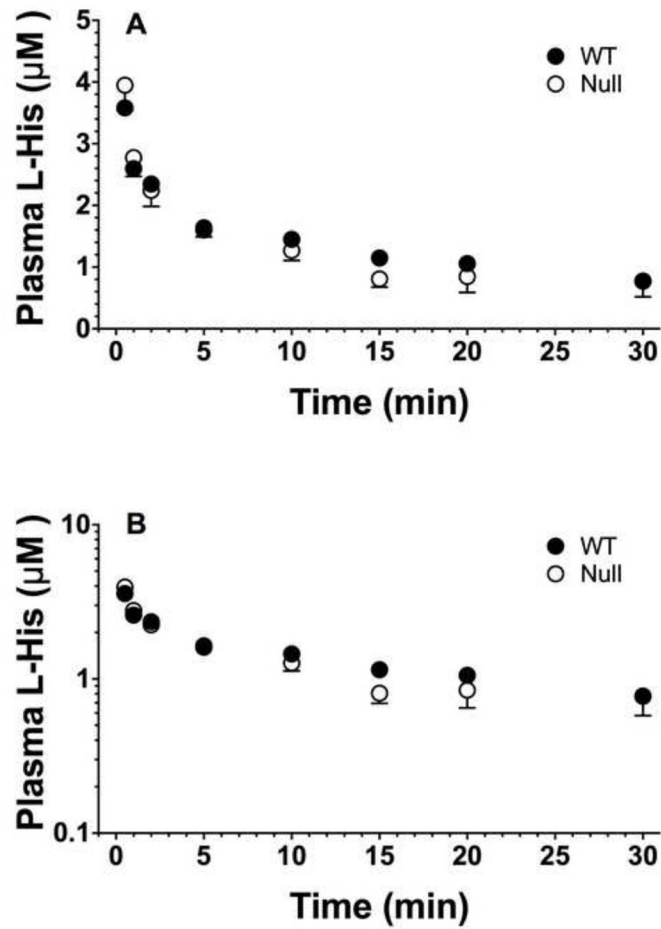 A
WT
Null
Plasma L-His (μM )
5
4
3
2
1
0
0 5 10 15 20 25 30
Time (min)
B
WT
Null
Plasma L-His (μM )
10
1
0.1
0 5 10 15 20 25 30
Time (min)